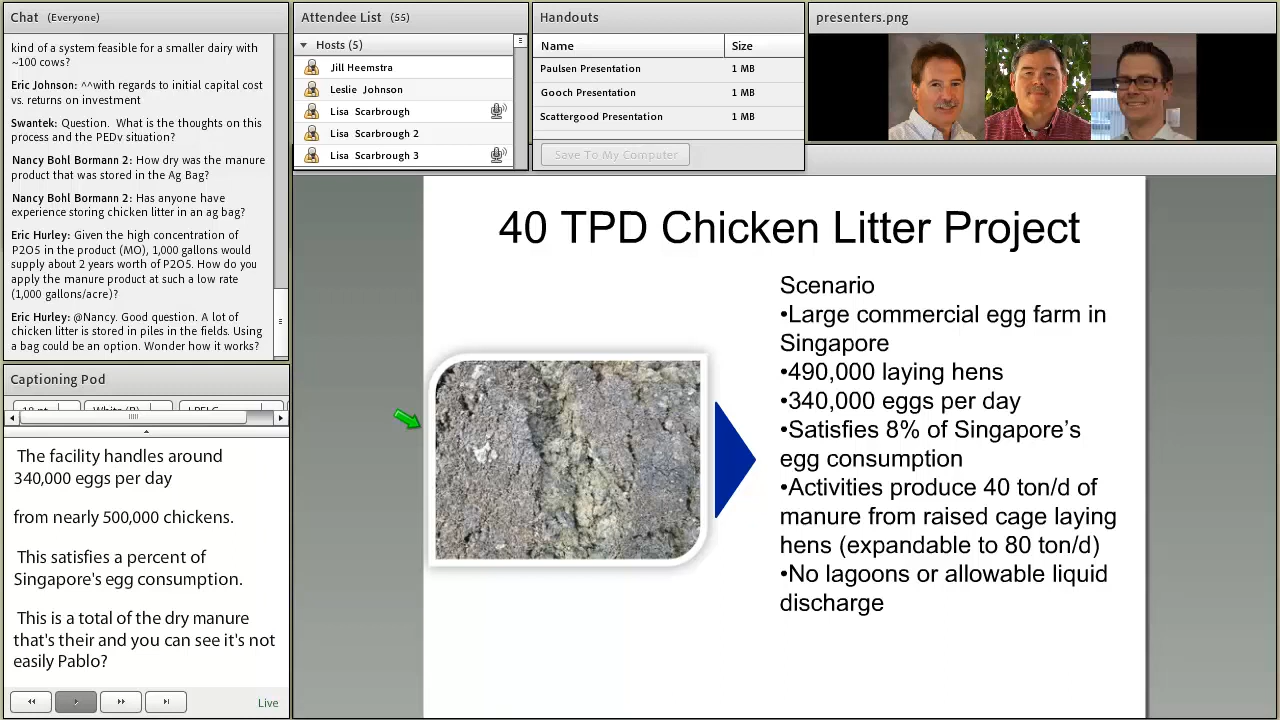 Chat (Everyone)
kind of a system feasible for a smaller dairy with
~100 cows?
Eric Johnson: ^^with regards to initial capital cost
vs. returns on investment
Swantek: Question. What is the thoughts on this
process and the PEDv situation?
Nancy Bohl Bormann 2: How dry was the manure
product that was stored in the Ag Bag?
Nancy Bohl Bormann 2: Has anyone have
experience storing chicken litter in an ag bag?
Eric Hurley: Given the high concentration of
P2O5 in the product (MO), 1,000 gallons would
supply about 2 years worth of P2O5. How do you
apply the manure product at such a low rate
(1,000 gallons/acre)?
Eric Hurley: @Nancy. Good question. A lot of
chicken litter is stored in piles in the fields. Using
a bag could be an option. Wonder how it works?
Captioning Pod
The facility handles around
340,000 eggs per day
from nearly 500,000 chickens.
This satisfies a percent of
Singapore's egg consumption.
This is a total of the dry manure
that's their and you can see it's not
easily Pablo?
Live
Attendee List (55)
Hosts (5)
Jill Heemstra
Leslie Johnson
Lisa Scarbrough
Lisa Scarbrough 2
Lisa Scarbrough 3
Handouts
Name Size
Paulsen Presentation 1 MB
Gooch Presentation 1 MB
Scattergood Presentation 1 MB
Save To My Computer
presenters.png
40 TPD Chicken Litter Project
Scenario
•Large commercial egg farm in
Singapore
•490,000 laying hens
•340,000 eggs per day
•Satisfies 8% of Singapore’s
egg consumption
•Activities produce 40 ton/d of
manure from raised cage laying
hens (expandable to 80 ton/d)
•No lagoons or allowable liquid
discharge